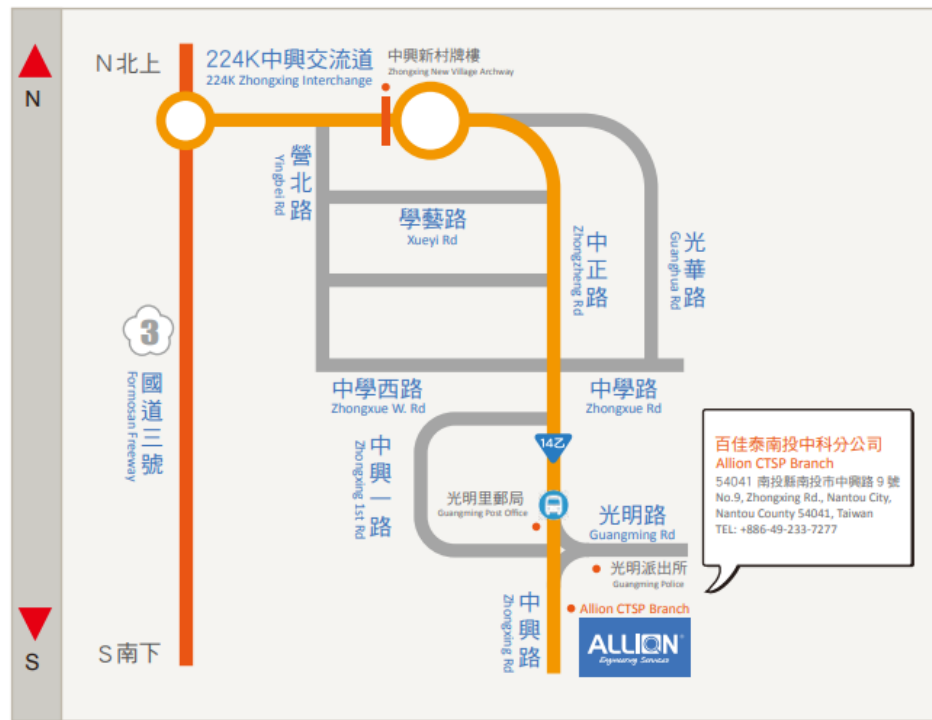 N
N北上
224K中興交流道
224K Zhongxing Interchange
中興新村牌樓
Zhongxing New Village Archway
營北路
Yingbei Rd
學藝路
Xueyi Rd
中正路
Zhongzheng Rd
光華路
Guanghua Rd
3
國道三號
Formosan Freeway
中學西路
Zhongxue W. Rd
中學路
Zhongxue Rd
中興一路
Zhongxing 1st Rd
14乙
光明里郵局
Guangming Post Office
光明路
Guangming Rd
光明派出所
Guangming Police
百佳泰南投中科分公司
Allion CTSP Branch
54041 南投縣南投市中興路 9 號
No.9, Zhongxing Rd., Nantou City,
Nantou County 54041, Taiwan
TEL: +886-49-233-7277
中興路
Zhongxing Rd
Allion CTSP Branch
ALLION®
Engineering Services
S南下
S